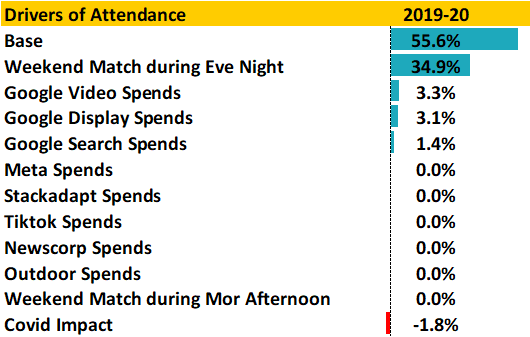 Drivers of Attendance 2019-20
Base 55.6%
Weekend Match during Eve Night 34.9%
Google Video Spends 3.3%
Google Display Spends 3.1%
Google Search Spends 1.4%
Meta Spends 0.0%
Stackadapt Spends 0.0%
Tiktok Spends 0.0%
Newscorp Spends 0.0%
Outdoor Spends 0.0%
Weekend Match during Mor Afternoon 0.0%
Covid Impact -1.8%